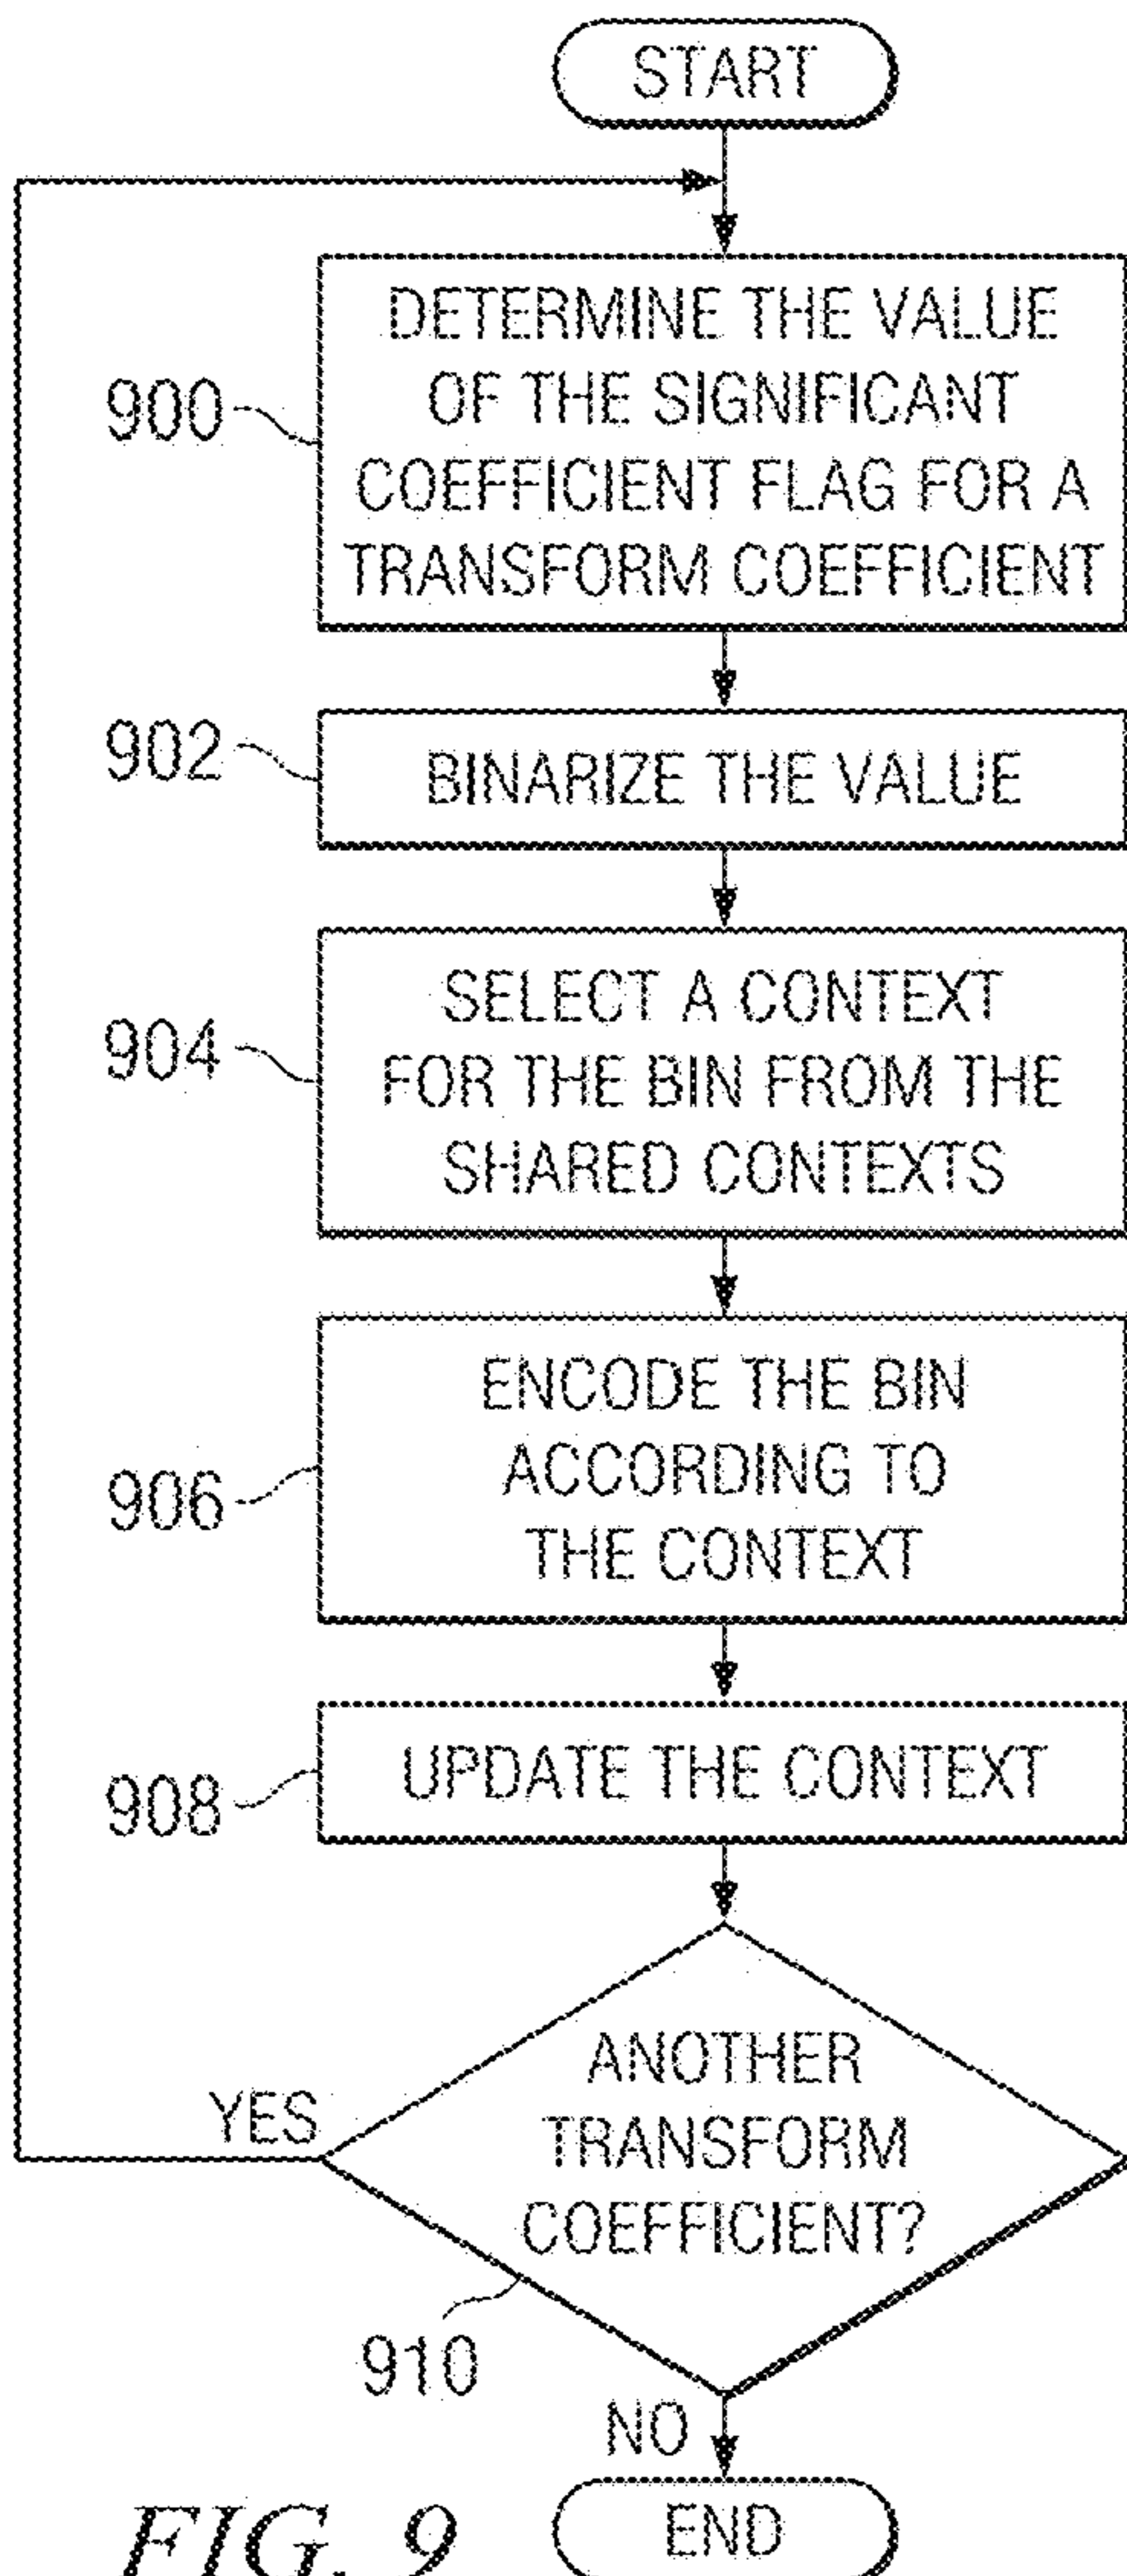 START
900
DETERMINE THE VALUE
OF THE SIGNIFICANT
COEFFICIENT FLAG FOR A
TRANSFORM COEFFICIENT
902
BINARIZE THE VALUE
904
SELECT A CONTEXT
FOR THE BIN FROM THE
SHARED CONTEXTS
906
ENCODE THE BIN
ACCORDING TO
THE CONTEXT
908
UPDATE THE CONTEXT
YES
ANOTHER
TRANSFORM
COEFFICIENT?
910
NO
END
FIG. 9